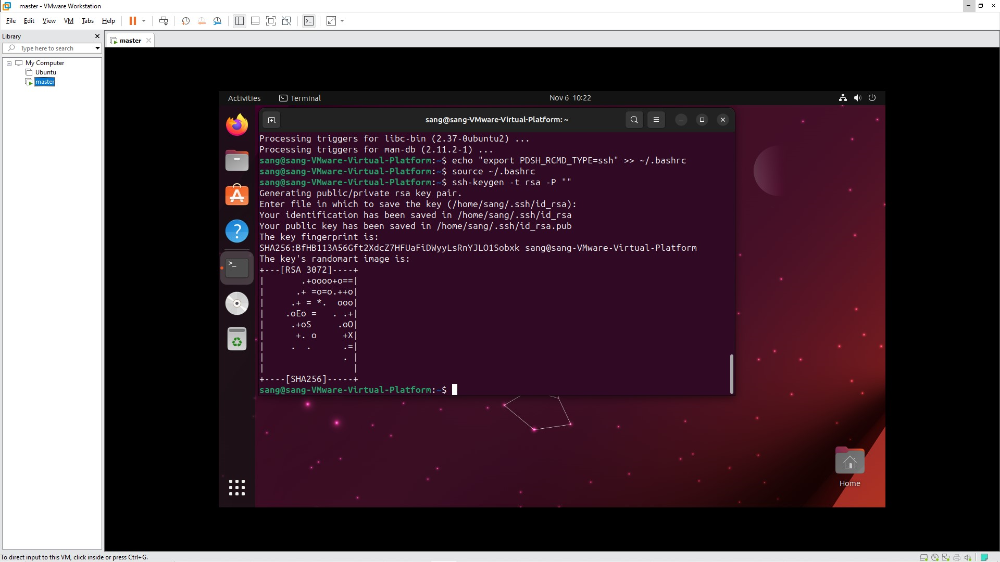 master - VMware Workstation
File Edit View VM Tabs Help
Library
Type here to search
My Computer
Ubuntu
master
master
Activities Terminal Nov 6 10:22
sang@sang-VMware-Virtual-Platform: ~
Processing triggers for libc-bin (2.37-0ubuntu2) ...
Processing triggers for man-db (2.11.2-1) ...
sang@sang-VMware-Virtual-Platform:~$ echo "export PDSH_RCMD_TYPE=ssh" >> ~/.bashrc
sang@sang-VMware-Virtual-Platform:~$ source ~/.bashrc
sang@sang-VMware-Virtual-Platform:~$ ssh-keygen -t rsa -P ""
Generating public/private rsa key pair.
Enter file in which to save the key (/home/sang/.ssh/id_rsa):
Your identification has been saved in /home/sang/.ssh/id_rsa
Your public key has been saved in /home/sang/.ssh/id_rsa.pub
The key fingerprint is:
SHA256:BfHB113A56Gft2XdcZ7HFUaFiDWyyLsRnYJLO1Sobxk sang@sang-VMware-Virtual-Platform
The key's randomart image is:
+---[RSA 3072]----+
|       .+oooo+o==|
|      .+ =o=o.++o|
|     .+ = *.  ooo|
|    .oEo =   . .+|
|     .+oS     .oO|
|      +. o     +X|
|     .  .      .=|
|               . |
|                 |
+----[SHA256]-----+
sang@sang-VMware-Virtual-Platform:~$
Home
To direct input to this VM, click inside or press Ctrl+G.